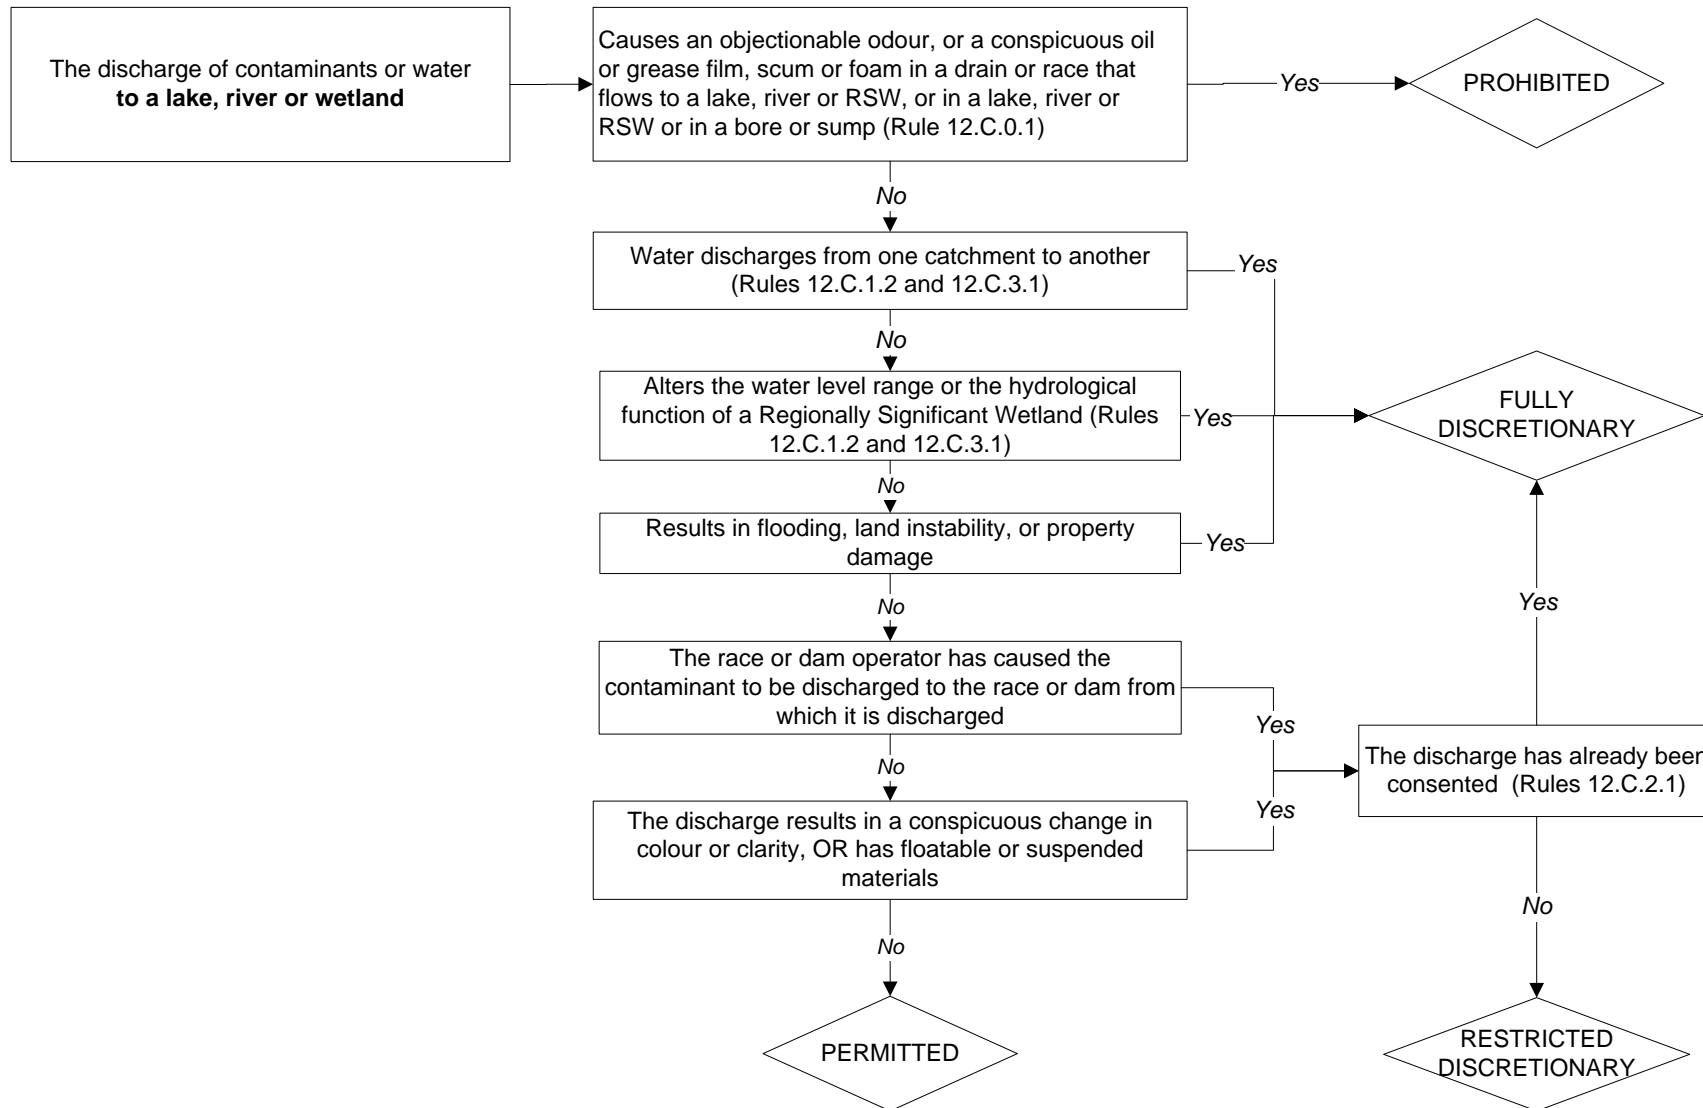 The discharge of contaminants or water
to a lake, river or wetland
Causes an objectionable odour, or a conspicuous oil
or grease film, scum or foam in a drain or race that
flows to a lake, river or RSW, or in a lake, river or
RSW or in a bore or sump (Rule 12.C.0.1)
Yes
PROHIBITED
No
Water discharges from one catchment to another
(Rules 12.C.1.2 and 12.C.3.1)
Yes
No
Alters the water level range or the hydrological
function of a Regionally Significant Wetland (Rules
12.C.1.2 and 12.C.3.1)
Yes
FULLY
DISCRETIONARY
No
Results in flooding, land instability, or property
damage
Yes
No
Yes
The race or dam operator has caused the
contaminant to be discharged to the race or dam from
which it is discharged
Yes
The discharge has already been
consented (Rules 12.C.2.1)
No
Yes
The discharge results in a conspicuous change in
colour or clarity, OR has floatable or suspended
materials
No
No
PERMITTED
RESTRICTED
DISCRETIONARY